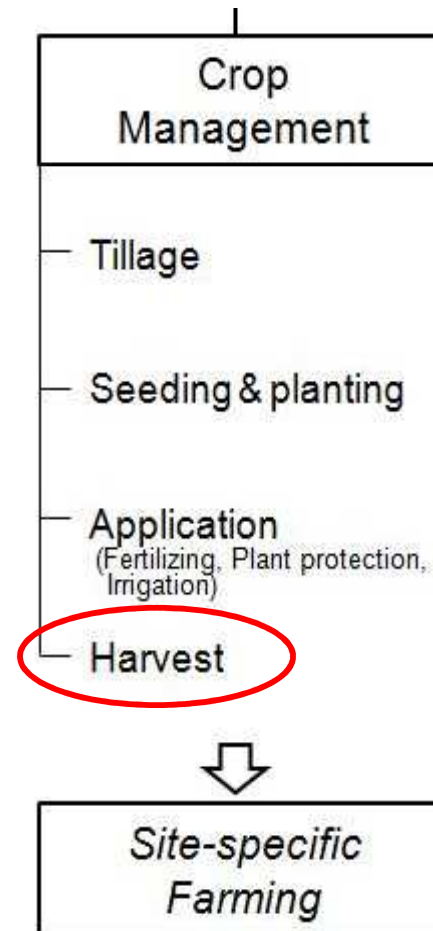 Crop
Management
Tillage
Seeding & planting
Application
(Fertilizing, Plant protection,
Irrigation)
Harvest
Site-specific
Farming